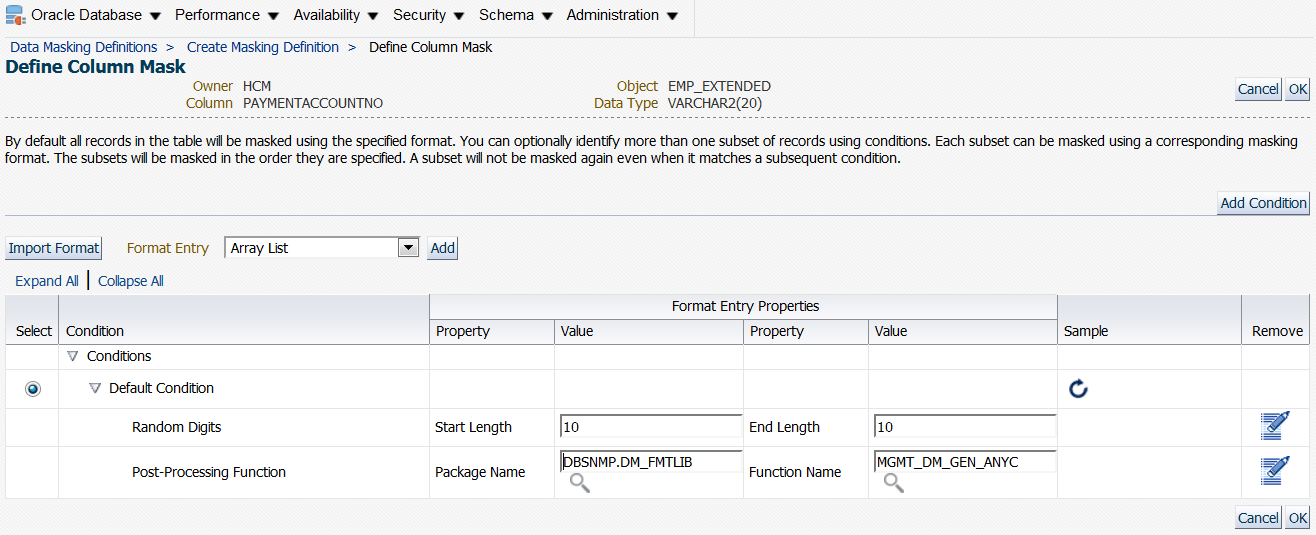 Oracle Database Performance Availability Security Schema Administration
Data Masking Definitions > Create Masking Definition > Define Column Mask
Define Column Mask
Owner HCM Object EMP_EXTENDED
Column PAYMENTACCOUNTNO Data Type VARCHAR2(20)
Cancel OK
By default all records in the table will be masked using the specified format. You can optionally identify more than one subset of records using conditions. Each subset can be masked using a corresponding masking
format. The subsets will be masked in the order they are specified. A subset will not be masked again even when it matches a subsequent condition.
Add Condition
Import Format Format Entry Array List Add
Expand All Collapse All
Format Entry Properties
Select Condition Property Value Property Value Sample Remove
Conditions
Default Condition
Random Digits Start Length 10 End Length 10
Post-Processing Function Package Name DBSNMP.DM_FMTLIB Function Name MGMT_DM_GEN_ANYC
Cancel OK